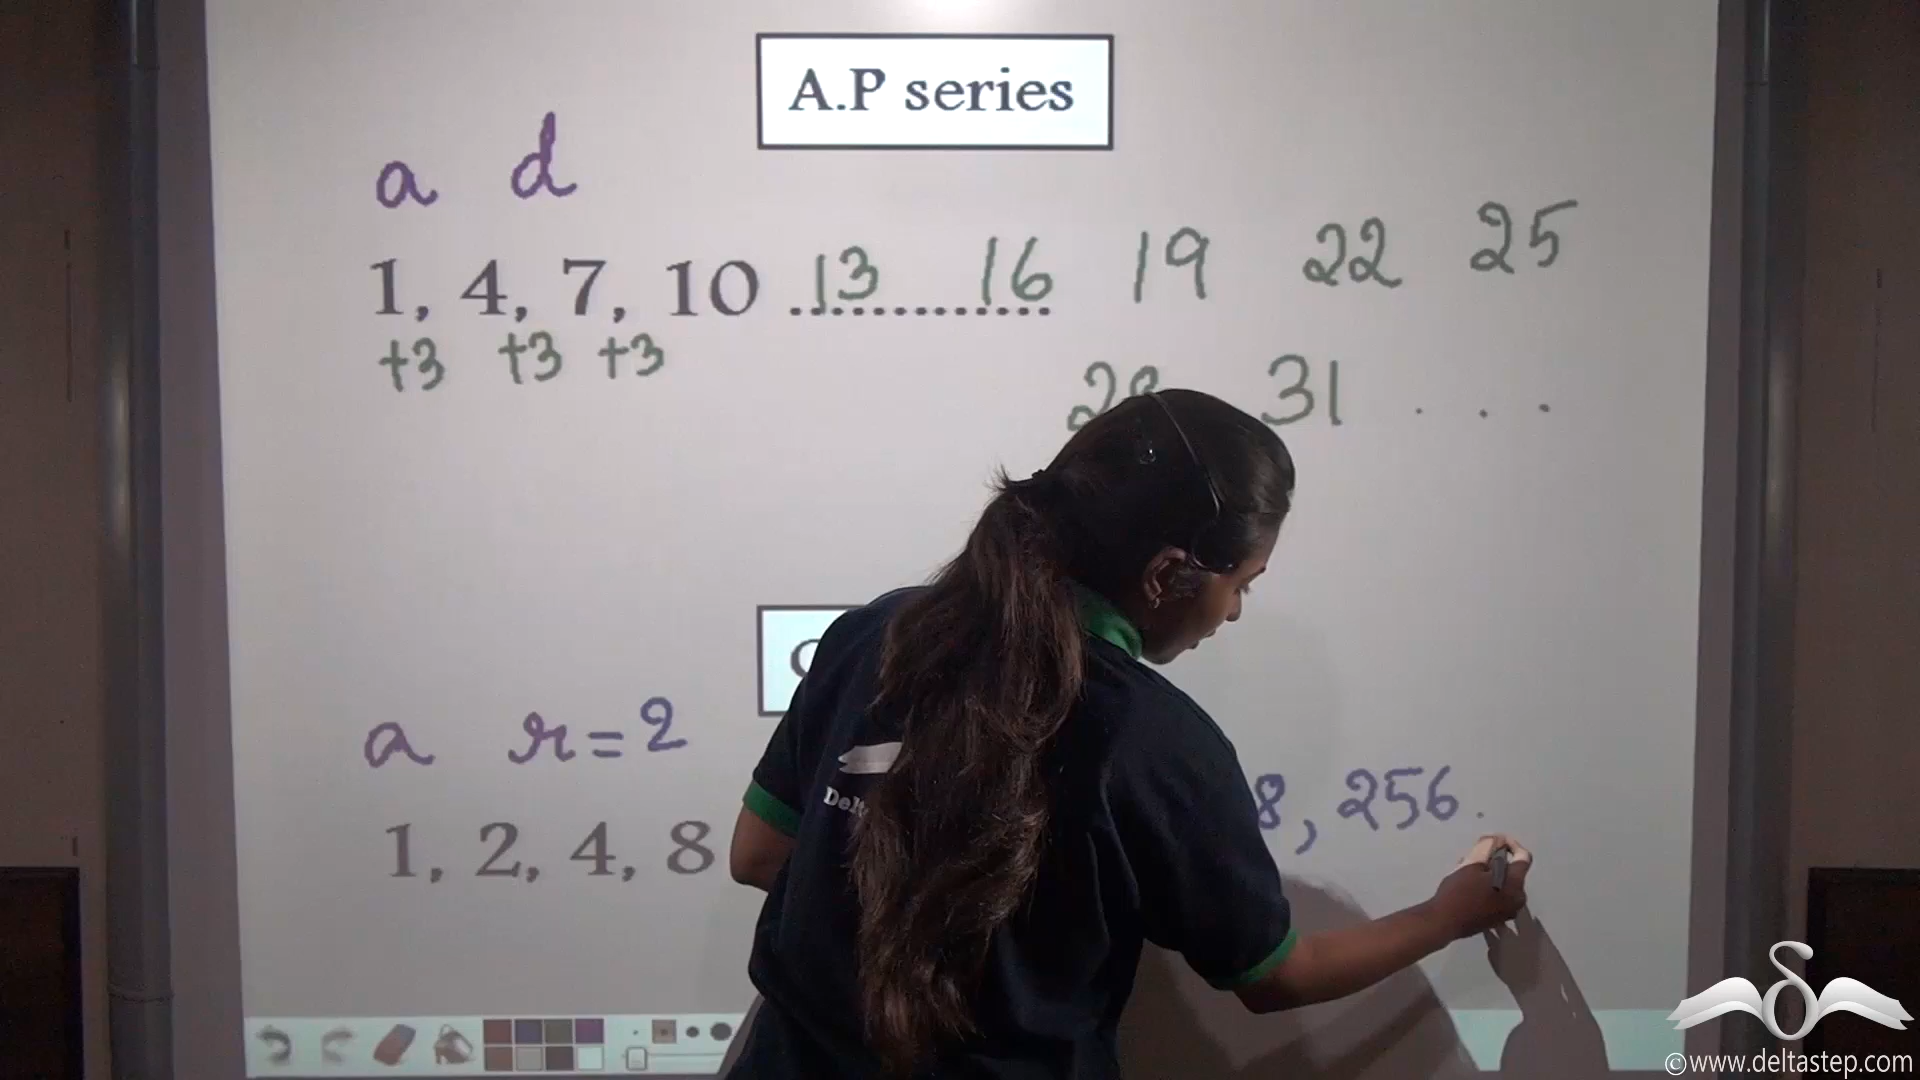 A.P series
a d
1, 4, 7, 10 ............. 13 16 19 22 25
+3 +3 +3
31 . . .
a r = 2
1, 2, 4, 8
8, 256.
©www.deltastep.com